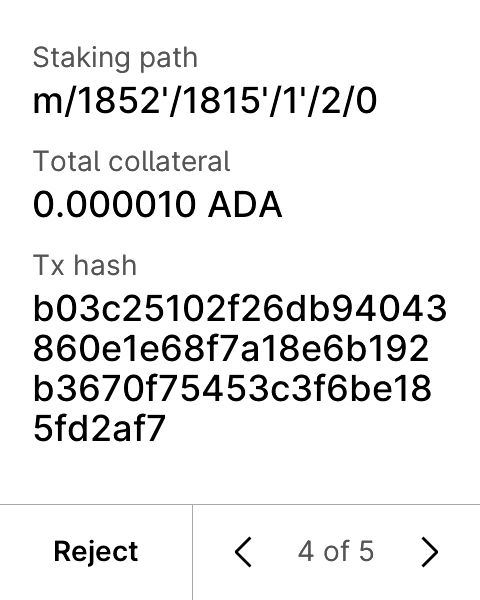 Staking path
m/1852'/1815'/1'/2/0
Total collateral
0.000010 ADA
Tx hash
b03c25102f26db94043
860e1e68f7a18e6b192
b3670f75453c3f6be18
5fd2af7
Reject
4 of 5